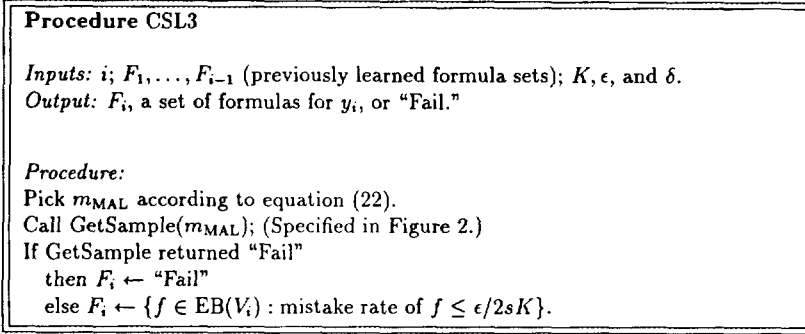 Procedure CSL3
Inputs: i; F₁, . . . , Fᵢ₋₁ (previously learned formula sets); K, ϵ, and δ.
Output: Fᵢ, a set of formulas for yᵢ, or “Fail.”
Procedure:
Pick m_MAL according to equation (22).
Call GetSample(m_MAL); (Specified in Figure 2.)
If GetSample returned “Fail”
then Fᵢ ← “Fail”
else Fᵢ ← {f ∈ EB(Vᵢ) : mistake rate of f ≤ ϵ/2sK}.